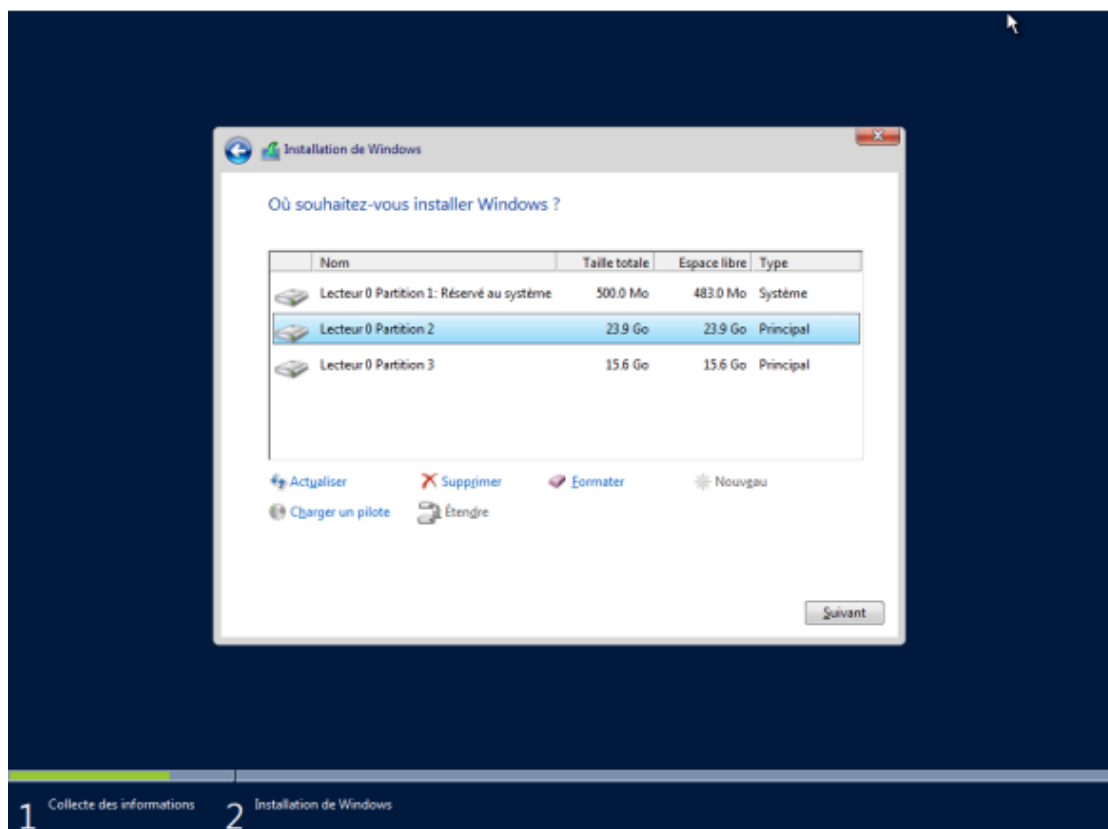 Installation de Windows
Où souhaitez-vous installer Windows ?
Nom Taille totale Espace libre Type
Lecteur 0 Partition 1: Réservé au système 500.0 Mo 483.0 Mo Système
Lecteur 0 Partition 2 23.9 Go 23.9 Go Principal
Lecteur 0 Partition 3 15.6 Go 15.6 Go Principal
Actualiser Supprimer Formater Nouveau
Charger un pilote Étendre
Suivant
1 Collecte des informations 2 Installation de Windows